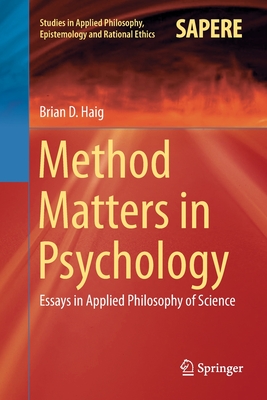 Studies in Applied Philosophy,
Epistemology and Rational Ethics
SAPERE
Brian D. Haig
Method
Matters in
Psychology
Essays in Applied Philosophy of Science
Springer